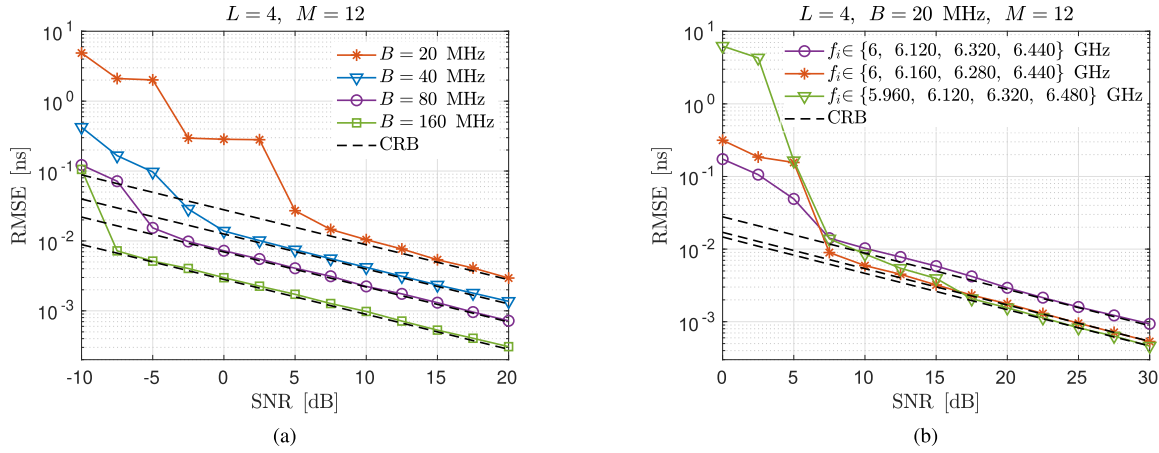 L = 4, M = 12
RMSE [ns]
10^1
10^0
10^-1
10^-2
10^-3
B = 20 MHz
B = 40 MHz
B = 80 MHz
B = 160 MHz
CRB
-10 -5 0 5 10 15 20
SNR [dB]
(a)
L = 4, B = 20 MHz, M = 12
RMSE [ns]
10^1
10^0
10^-1
10^-2
10^-3
f_i ∈ {6, 6.120, 6.320, 6.440} GHz
f_i ∈ {6, 6.160, 6.280, 6.440} GHz
f_i ∈ {5.960, 6.120, 6.320, 6.480} GHz
CRB
0 5 10 15 20 25 30
SNR [dB]
(b)